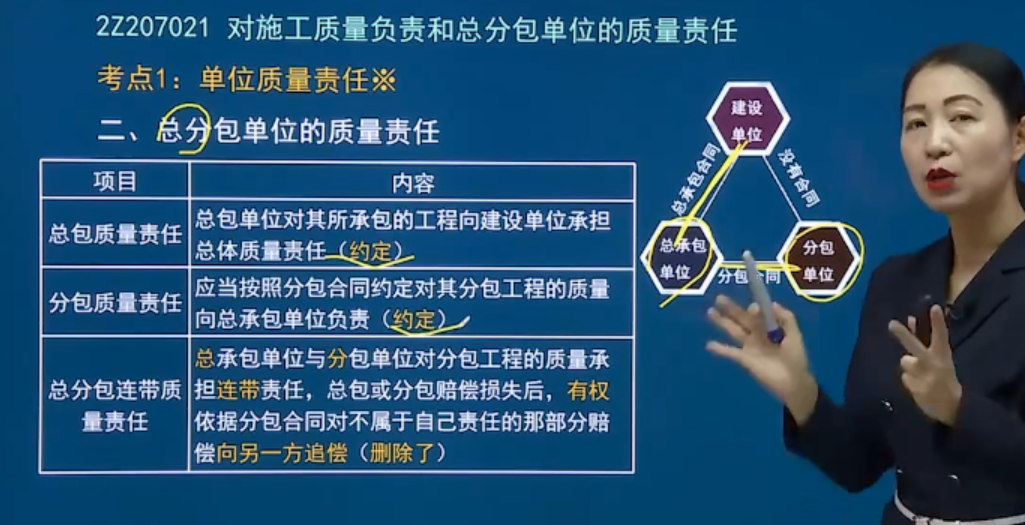 2Z207021 对施工质量负责和总分包单位的质量责任
考点1：单位质量责任※
二、总分包单位的质量责任
项目 内容
总包质量责任
总包单位对其所承包的工程向建设单位承担
总体质量责任（约定）
分包质量责任
应当按照分包合同约定对其分包工程的质量
向总承包单位负责（约定）
总分包连带质
量责任
总承包单位与分包单位对分包工程的质量承
担连带责任，总包或分包赔偿损失后，有权
依据分包合同对不属于自己责任的那部分赔
偿向另一方追偿（删除了）
建设
单位
总承包合同
没有合同
总承包
单位
分包合同
分包
单位